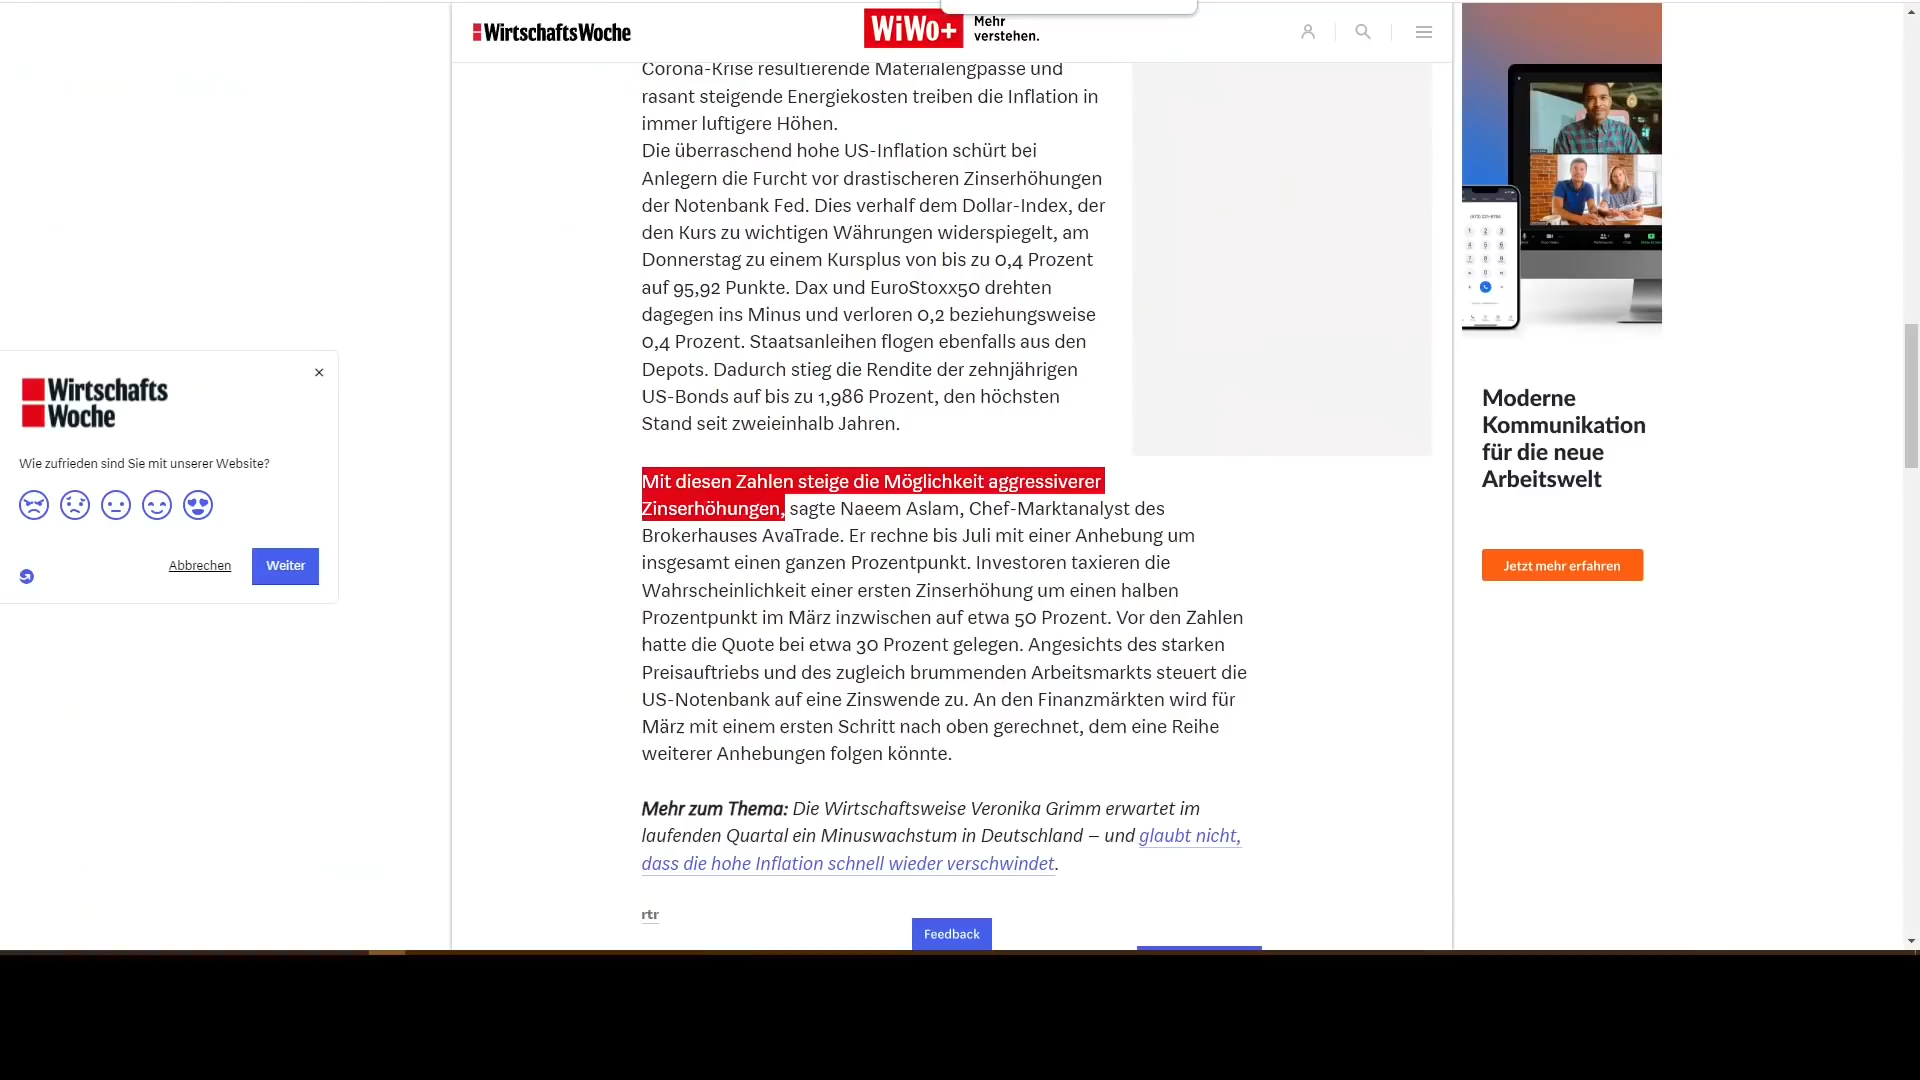 WirtschaftsWoche
WiWo+
Mehr
verstehen.
Corona-Krise resultierende Materialengpässe und
rasant steigende Energiekosten treiben die Inflation in
immer luftigere Höhen.
Die überraschend hohe US-Inflation schürt bei
Anlegern die Furcht vor drastischeren Zinserhöhungen
der Notenbank Fed. Dies verhalf dem Dollar-Index, der
den Kurs zu wichtigen Währungen widerspiegelt, am
Donnerstag zu einem Kursplus von bis zu 0,4 Prozent
auf 95,92 Punkte. Dax und EuroStoxx50 drehten
dagegen ins Minus und verloren 0,2 beziehungsweise
0,4 Prozent. Staatsanleihen flogen ebenfalls aus den
Depots. Dadurch stieg die Rendite der zehnjährigen
US-Bonds auf bis zu 1,986 Prozent, den höchsten
Stand seit zweieinhalb Jahren.
Mit diesen Zahlen steige die Möglichkeit aggressiverer
Zinserhöhungen, sagte Naeem Aslam, Chef-Marktanalyst des
Brokerhauses AvaTrade. Er rechne bis Juli mit einer Anhebung um
insgesamt einen ganzen Prozentpunkt. Investoren taxieren die
Wahrscheinlichkeit einer ersten Zinserhöhung um einen halben
Prozentpunkt im März inzwischen auf etwa 50 Prozent. Vor den Zahlen
hatte die Quote bei etwa 30 Prozent gelegen. Angesichts des starken
Preisauftriebs und des zugleich brummenden Arbeitsmarkts steuert die
US-Notenbank auf eine Zinswende zu. An den Finanzmärkten wird für
März mit einem ersten Schritt nach oben gerechnet, dem eine Reihe
weiterer Anhebungen folgen könnte.
Mehr zum Thema: Die Wirtschaftsweise Veronika Grimm erwartet im
laufenden Quartal ein Minuswachstum in Deutschland – und glaubt nicht,
dass die hohe Inflation schnell wieder verschwindet.
rtr
Feedback
Wirtschafts
Woche
Wie zufrieden sind Sie mit unserer Website?
Abbrechen
Weiter
Moderne
Kommunikation
für die neue
Arbeitswelt
Jetzt mehr erfahren